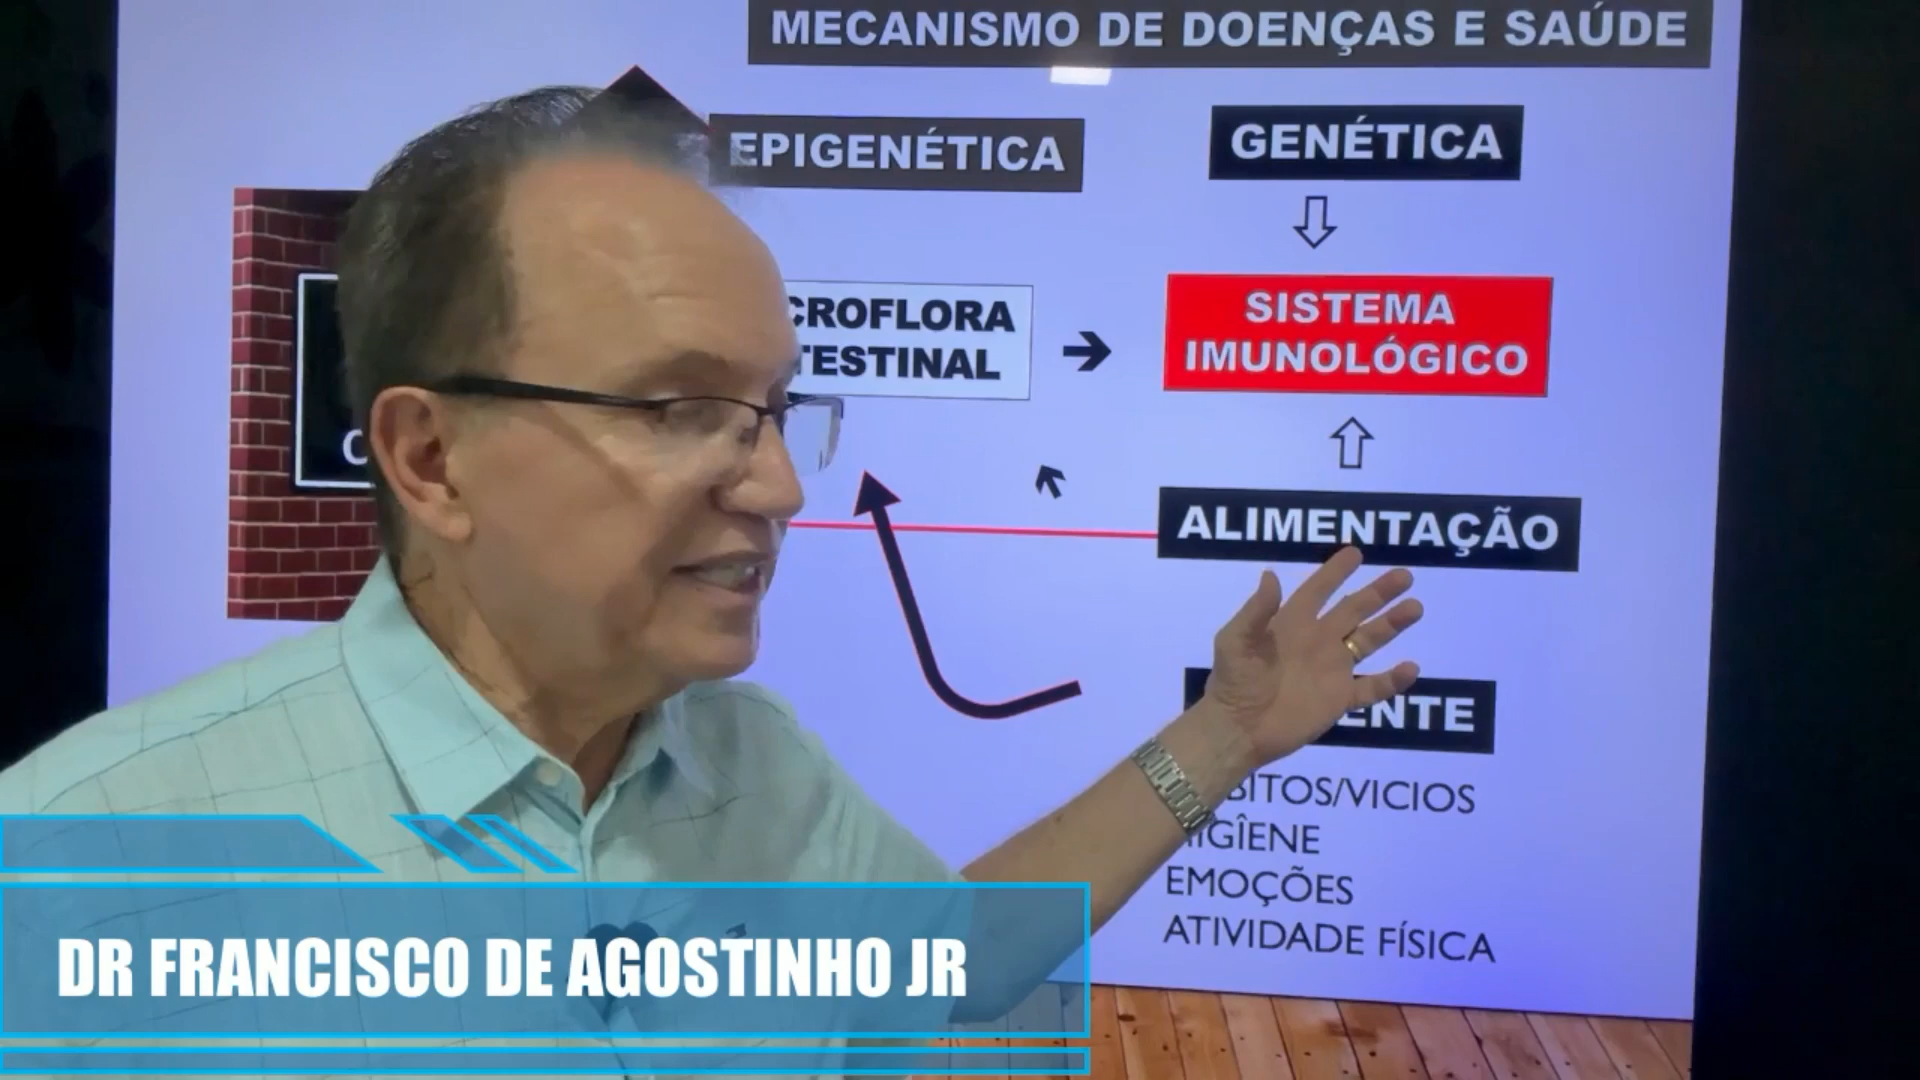 MECANISMO DE DOENÇAS E SAÚDE
EPIGENÉTICA
GENÉTICA
CROFLORA
TESTINAL
SISTEMA
IMUNOLÓGICO
ALIMENTAÇÃO
ENTE
BITOS/VICIOS
HIGÎENE
EMOÇÕES
ATIVIDADE FÍSICA
DR FRANCISCO DE AGOSTINHO JR